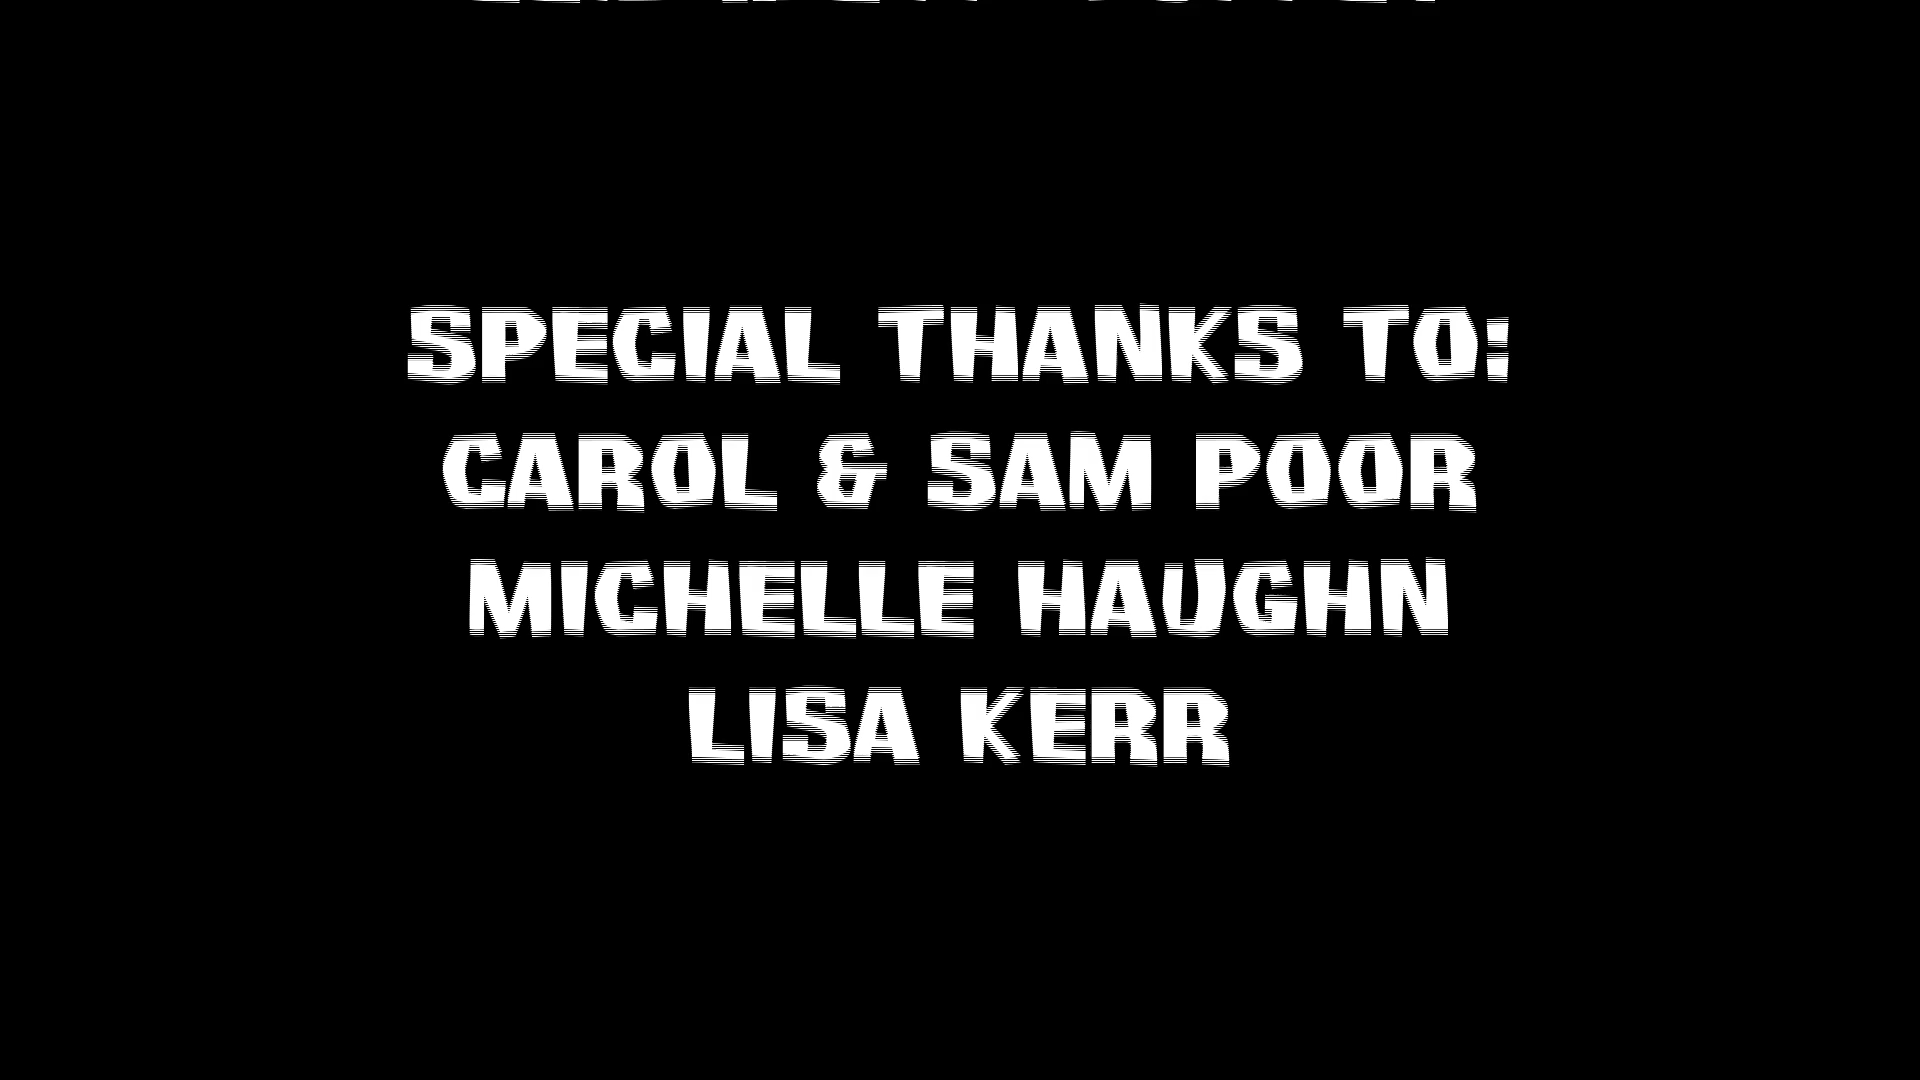 SPECIAL THANKS TO:
CAROL & SAM POOR
MICHELLE HAUGHN
LISA KERR